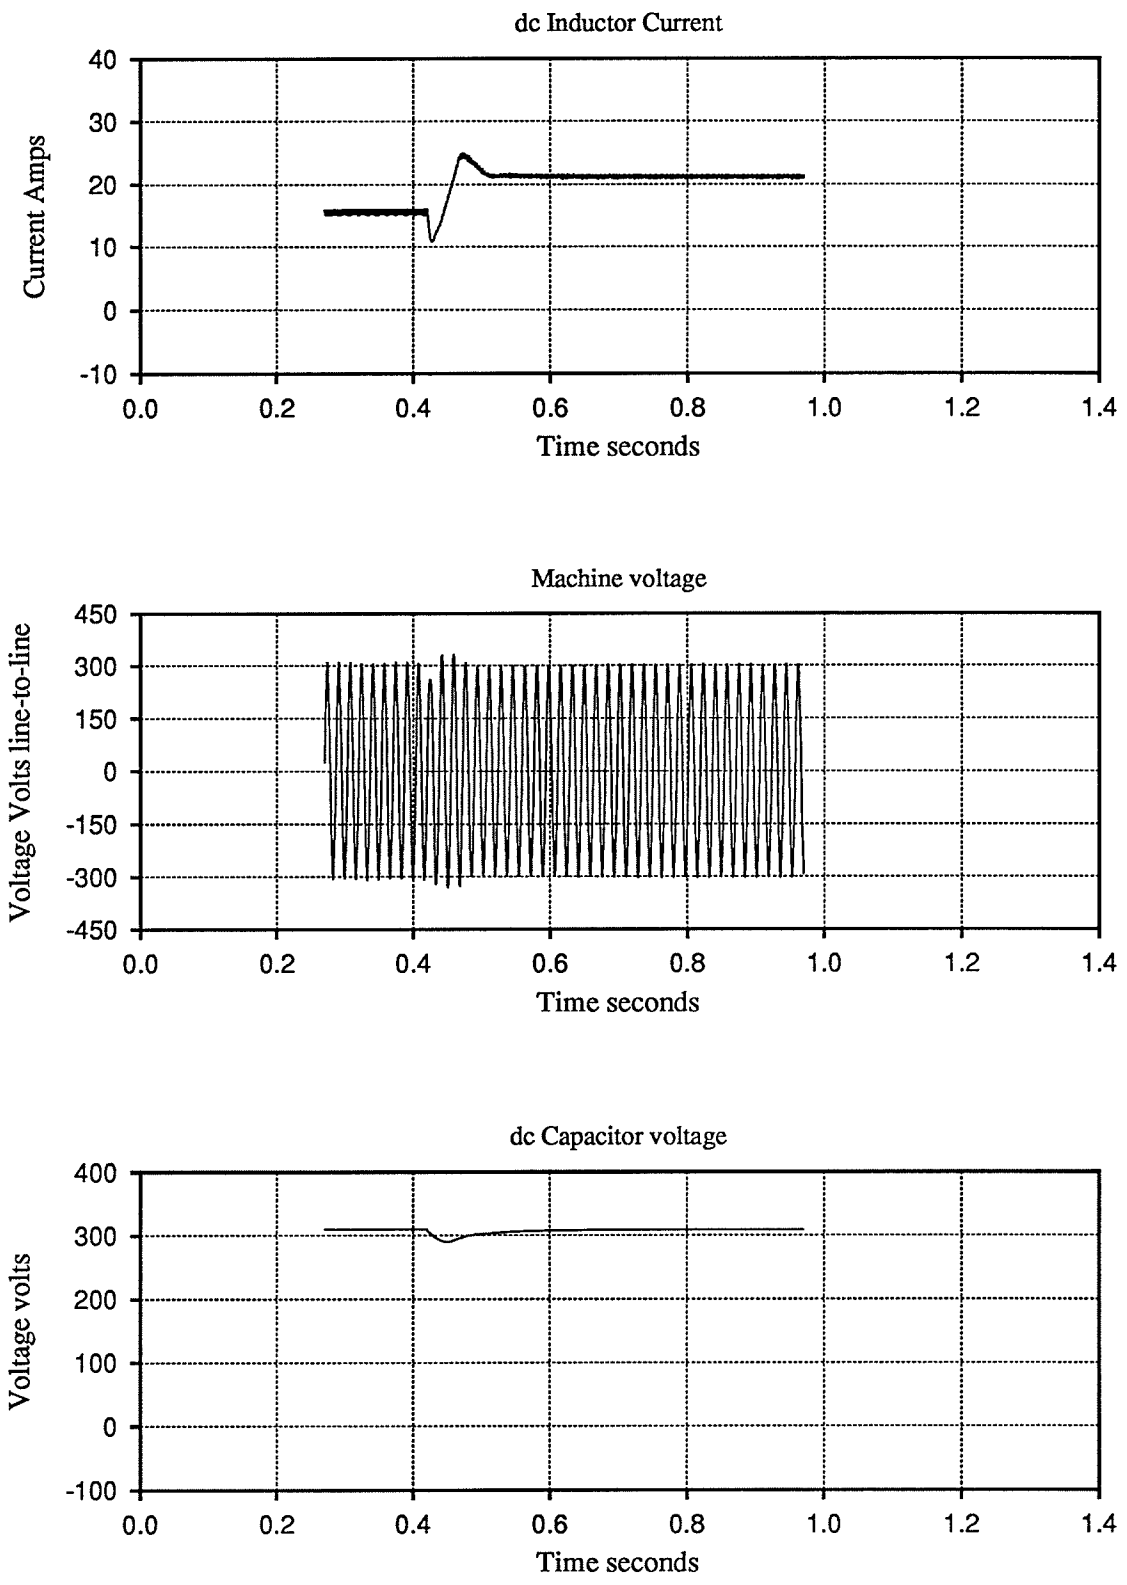 dc Inductor Current
Current Amps
40
30
20
10
0
-10
0.0 0.2 0.4 0.6 0.8 1.0 1.2 1.4
Time seconds
Machine voltage
Voltage Volts line-to-line
450
300
150
0
-150
-300
-450
0.0 0.2 0.4 0.6 0.8 1.0 1.2 1.4
Time seconds
dc Capacitor voltage
Voltage volts
400
300
200
100
0
-100
0.0 0.2 0.4 0.6 0.8 1.0 1.2 1.4
Time seconds